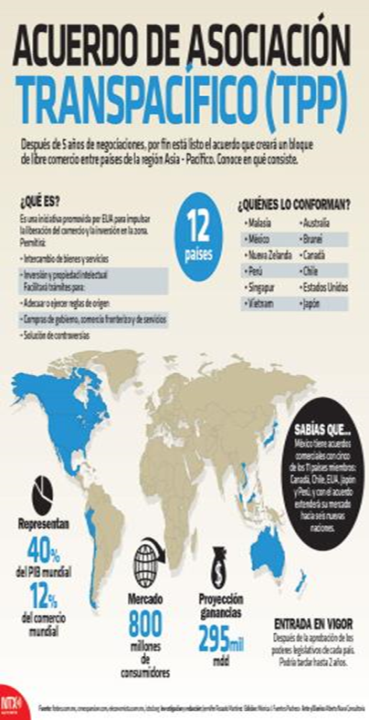 ACUERDO DE ASOCIACIÓN
TRANSPACÍFICO (TPP)
Después de 5 años de negociaciones, por fin está listo el acuerdo que creará un bloque
de libre comercio entre países de la región Asia - Pacífico. Conoce en qué consiste.
¿QUÉ ES?
Es una iniciativa promovida por EUA para impulsar
la liberación del comercio y la inversión en la zona.
Permitirá:
• Intercambio de bienes y servicios
• Inversión y propiedad intelectual
Facilitará trámites para:
• Adecuar o ejercer reglas de origen
• Compras de gobierno, comercio fronterizo y de servicios
• Solución de controversias
12
países
¿QUIÉNES LO CONFORMAN?
• Malasia • Australia
• México • Brunei
• Nueva Zelanda • Canadá
• Perú • Chile
• Singapur • Estados Unidos
• Vietnam • Japón
SABÍAS QUE...
México tiene acuerdos
comerciales con cinco
de los 11 países miembros:
Canadá, Chile, EUA, Japón
y Perú, y con el acuerdo
extenderá su mercado
hacia seis nuevas
naciones.
Representan
40%
del PIB mundial
12%
del comercio
mundial
Mercado
800
millones
de
consumidores
Proyección
ganancias
295mil
mdd
ENTRADA EN VIGOR
Después de la aprobación de los
poderes legislativos de cada país.
Podría tardar hasta 2 años.
NTX